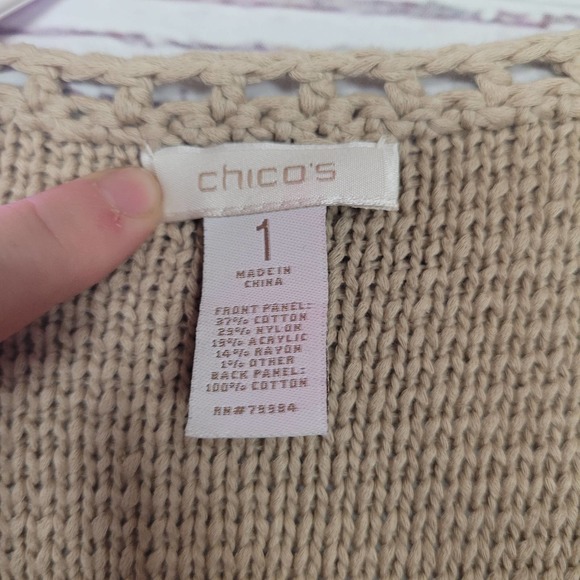 chico's
1
MADE IN
CHINA
FRONT PANEL:
37% COTTON
29% NYLON
19% ACRYLIC
14% RAYON
1% OTHER
BACK PANEL:
100% COTTON
RN#79984